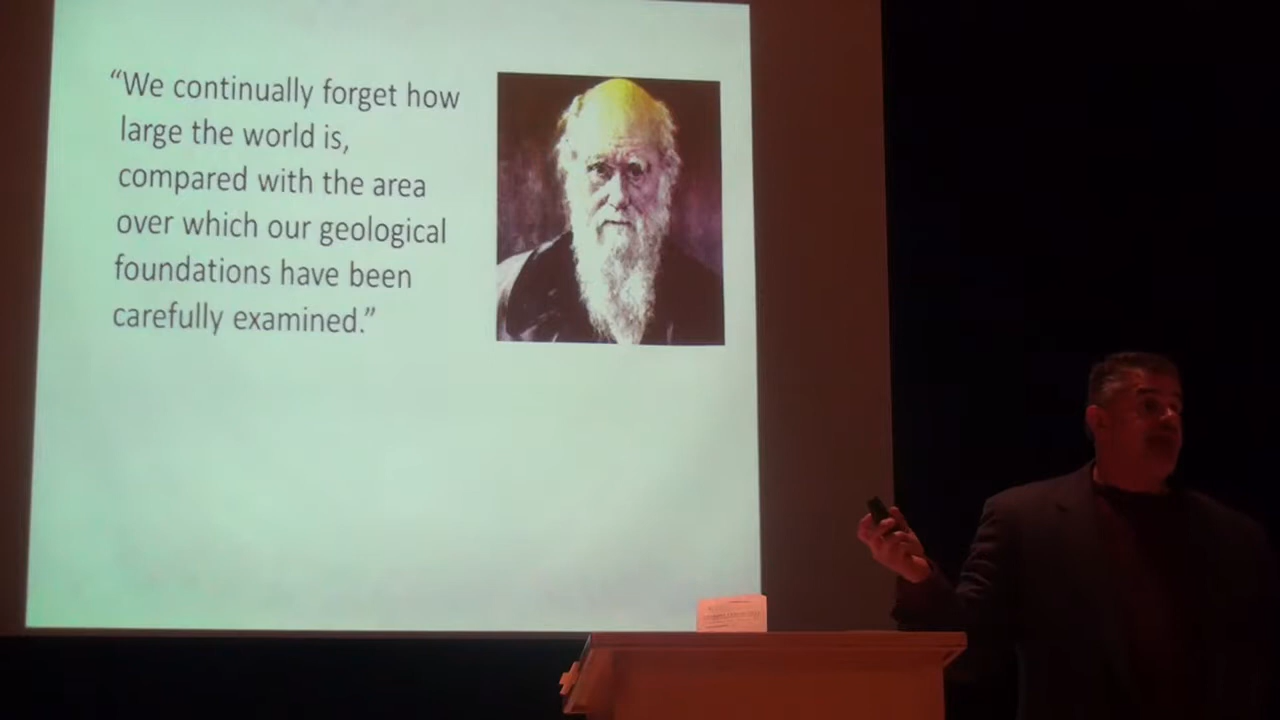 “We continually forget how
large the world is,
compared with the area
over which our geological
foundations have been
carefully examined.”